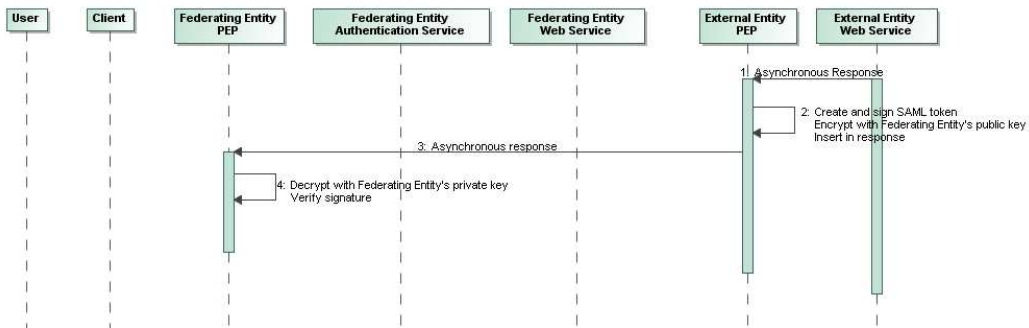 User
Client
Federating Entity
PEP
Federating Entity
Authentication Service
Federating Entity
Web Service
External Entity
PEP
External Entity
Web Service
1: Asynchronous Response
2: Create and sign SAML token
Encrypt with Federating Entity's public key
Insert in response
3: Asynchronous response
4: Decrypt with Federating Entity's private key
Verify signature